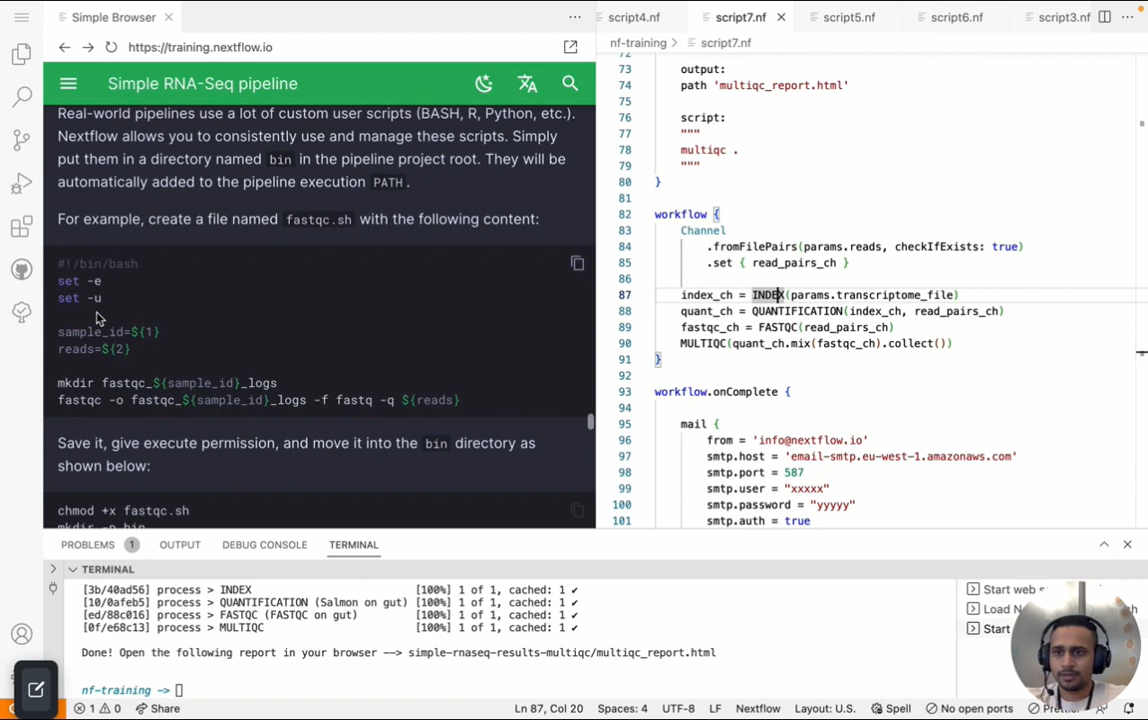 Simple Browser
https://training.nextflow.io
Simple RNA-Seq pipeline
Real-world pipelines use a lot of custom user scripts (BASH, R, Python, etc.).
Nextflow allows you to consistently use and manage these scripts. Simply
put them in a directory named bin in the pipeline project root. They will be
automatically added to the pipeline execution PATH .
For example, create a file named fastqc.sh with the following content:
#!/bin/bash
set -e
set -u
sample_id=${1}
reads=${2}
mkdir fastqc_${sample_id}_logs
fastqc -o fastqc_${sample_id}_logs -f fastq -q ${reads}
Save it, give execute permission, and move it into the bin directory as
shown below:
chmod +x fastqc.sh
mkdir -p bin
script4.nf
script7.nf
script5.nf
script6.nf
script3.nf
nf-training > script7.nf
72
73 output:
74 path 'multiqc_report.html'
75
76 script:
77 """
78 multiqc .
79 """
80 }
81
82 workflow {
83 Channel
84 .fromFilePairs(params.reads, checkIfExists: true)
85 .set { read_pairs_ch }
86
87 index_ch = INDEX(params.transcriptome_file)
88 quant_ch = QUANTIFICATION(index_ch, read_pairs_ch)
89 fastqc_ch = FASTQC(read_pairs_ch)
90 MULTIQC(quant_ch.mix(fastqc_ch).collect())
91 }
92
93 workflow.onComplete {
94
95 mail {
96 from = 'info@nextflow.io'
97 smtp.host = 'email-smtp.eu-west-1.amazonaws.com'
98 smtp.port = 587
99 smtp.user = "xxxxx"
100 smtp.password = "yyyyy"
101 smtp.auth = true
PROBLEMS 1 OUTPUT DEBUG CONSOLE TERMINAL
TERMINAL
[3b/40ad56] process > INDEX [100%] 1 of 1, cached: 1 ✔
[10/0afeb5] process > QUANTIFICATION (Salmon on gut) [100%] 1 of 1, cached: 1 ✔
[ed/88c016] process > FASTQC (FASTQC on gut) [100%] 1 of 1, cached: 1 ✔
[0f/e68c13] process > MULTIQC [100%] 1 of 1, cached: 1 ✔
Done! Open the following report in your browser --> simple-rnaseq-results-multiqc/multiqc_report.html
nf-training ->
Start web s
Load N
Start
1 0 Share
Ln 87, Col 20 Spaces: 4 UTF-8 LF Nextflow Layout: U.S. Spell No open ports